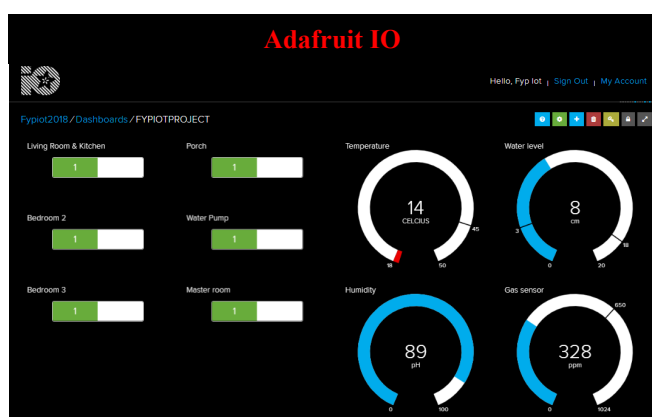 Adafruit IO
Hello, Fyp Iot | Sign Out | My Account
Fypiot2018 / Dashboards / FYPIOTPROJECT
Living Room & Kitchen
1
Porch
1
Bedroom 2
1
Water Pump
1
Bedroom 3
1
Master room
1
Temperature
14
CELCIUS
45
18
50
Water level
8
cm
3
18
0
20
Humidity
89
pH
0
100
Gas sensor
650
328
ppm
0
1024